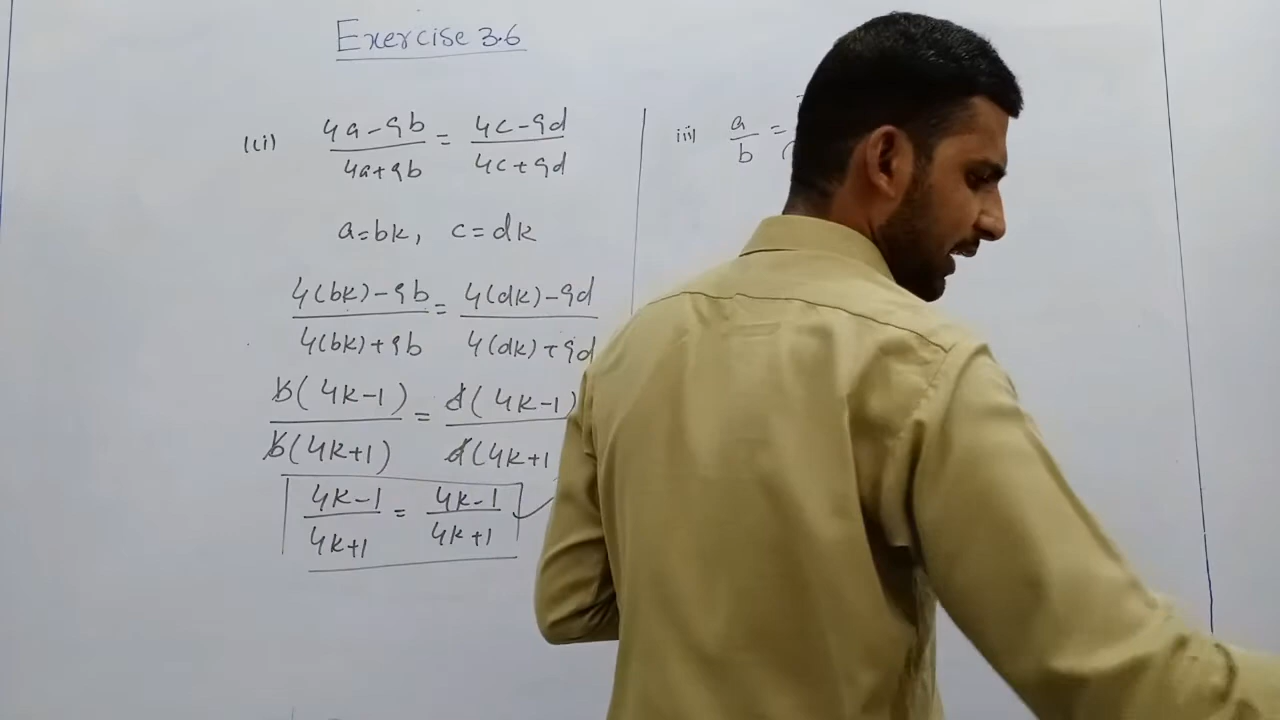 Exercise 3.6
(ii) (4a-9b)/(4a+9b) = (4c-9d)/(4c+9d)
a=bk, c=dk
(4(bk)-9b)/(4(bk)+9b) = (4(dk)-9d)/(4(dk)+9d)
b(4k-1)/b(4k+1) = d(4k-1)/d(4k+1
(4k-1)/(4k+1) = (4k-1)/(4k+1)
iii) a/b =